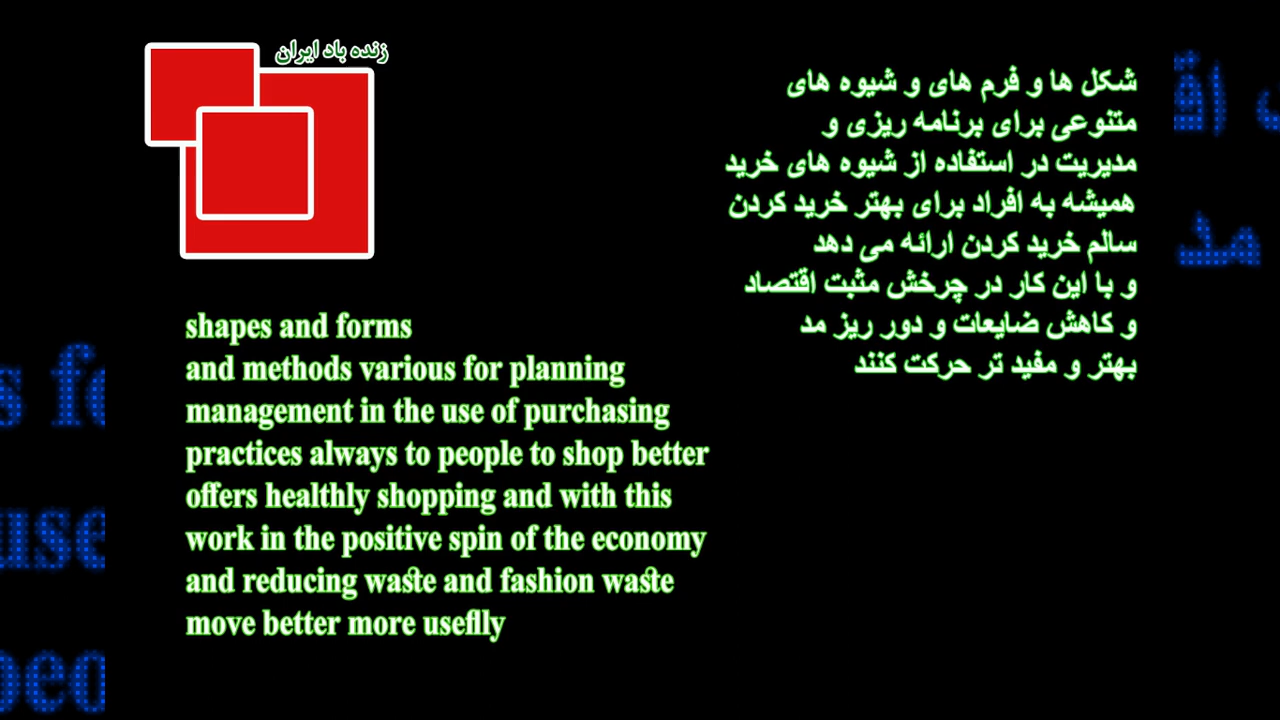 زنده باد ایران
شکل ها و فرم های و شیوه های
متنوعی برای برنامه ریزی و
مدیریت در استفاده از شیوه های خرید
همیشه به افراد برای بهتر خرید کردن
سالم خرید کردن ارائه می دهد
و با این کار در چرخش مثبت اقتصاد
و کاهش ضایعات و دور ریز مد
بهتر و مفید تر حرکت کنند
shapes and forms
and methods various for planning
management in the use of purchasing
practices always to people to shop better
offers healthly shopping and with this
work in the positive spin of the economy
and reducing waste and fashion waste
move better more useflly
مد
use